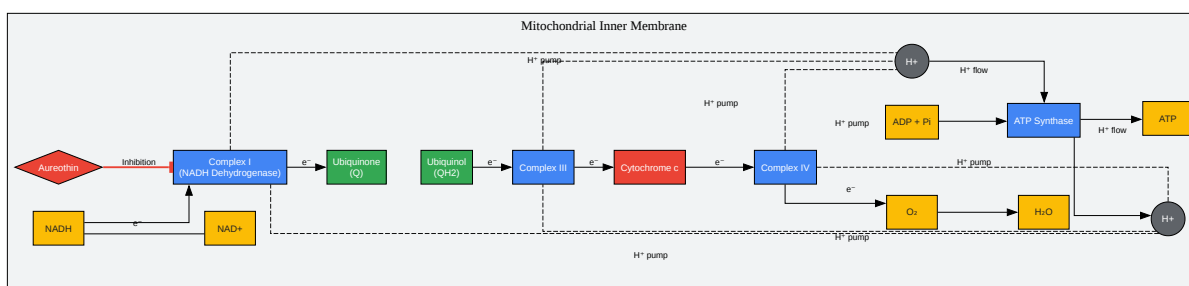 Mitochondrial Inner Membrane
H⁺ pump
H+
H⁺ flow
H⁺ pump
ADP + Pi
H⁺ pump
ATP Synthase
H⁺ flow
ATP
Aureothin
Inhibition
Complex I
(NADH Dehydrogenase)
e⁻
Ubiquinone
(Q)
Ubiquinol
(QH2)
e⁻
Complex III
e⁻
Cytochrome c
e⁻
Complex IV
H⁺ pump
e⁻
O₂
H₂O
H+
NADH
e⁻
NAD+
H⁺ pump
H⁺ pump